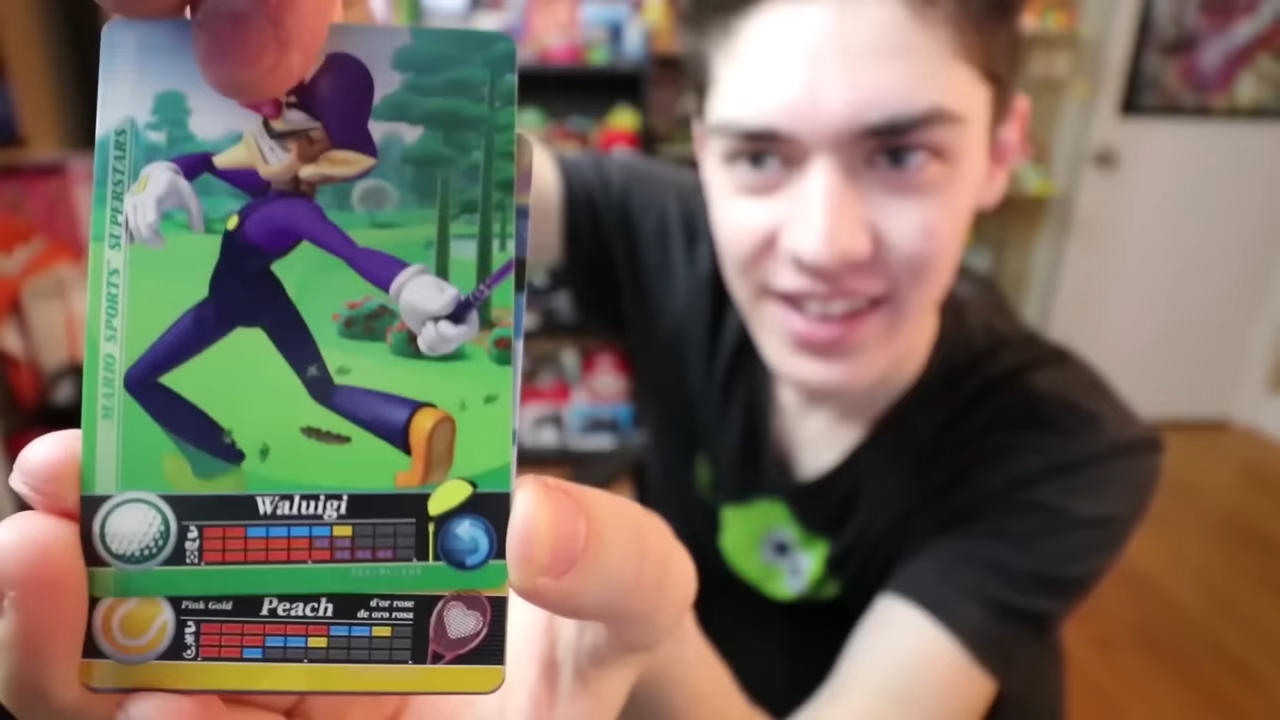 MARIO SPORTS SUPERSTARS
Waluigi
Pink Gold Peach d'or rose
de oro rosa